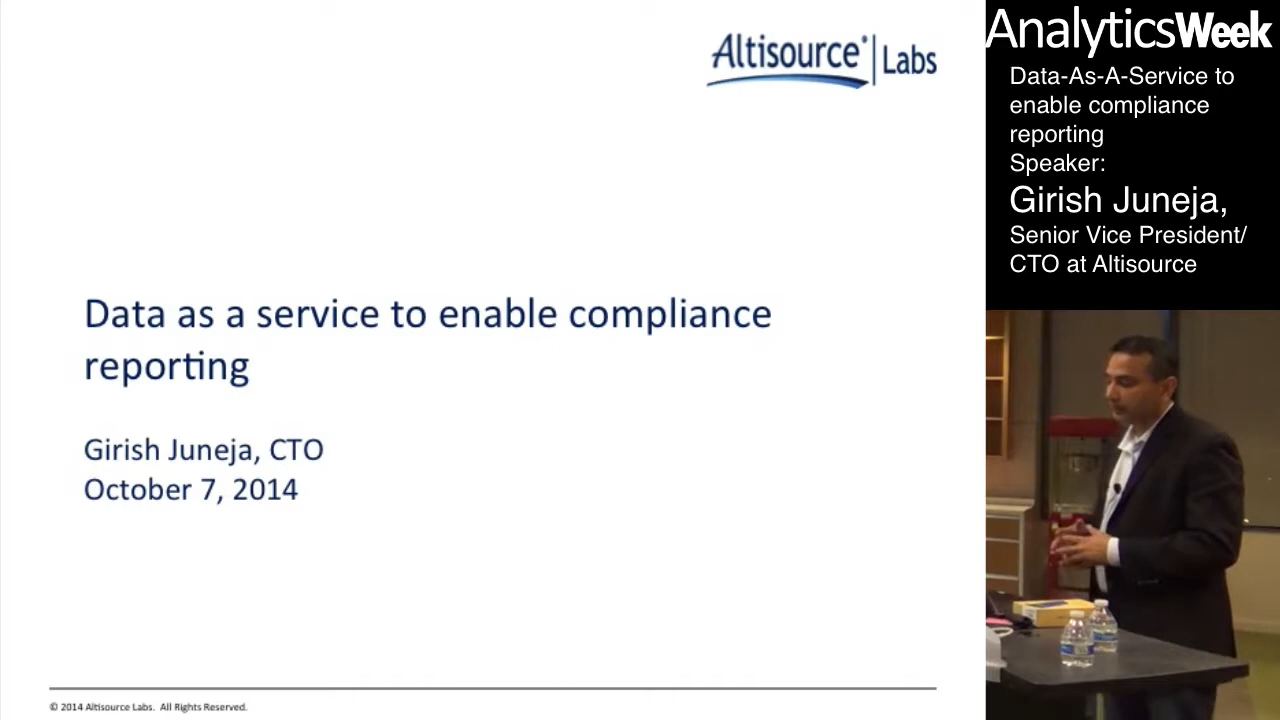 Altisource® Labs
Data as a service to enable compliance
reporting
Girish Juneja, CTO
October 7, 2014
© 2014 Altisource Labs. All Rights Reserved.
AnalyticsWeek
Data-As-A-Service to
enable compliance
reporting
Speaker:
Girish Juneja,
Senior Vice President/
CTO at Altisource